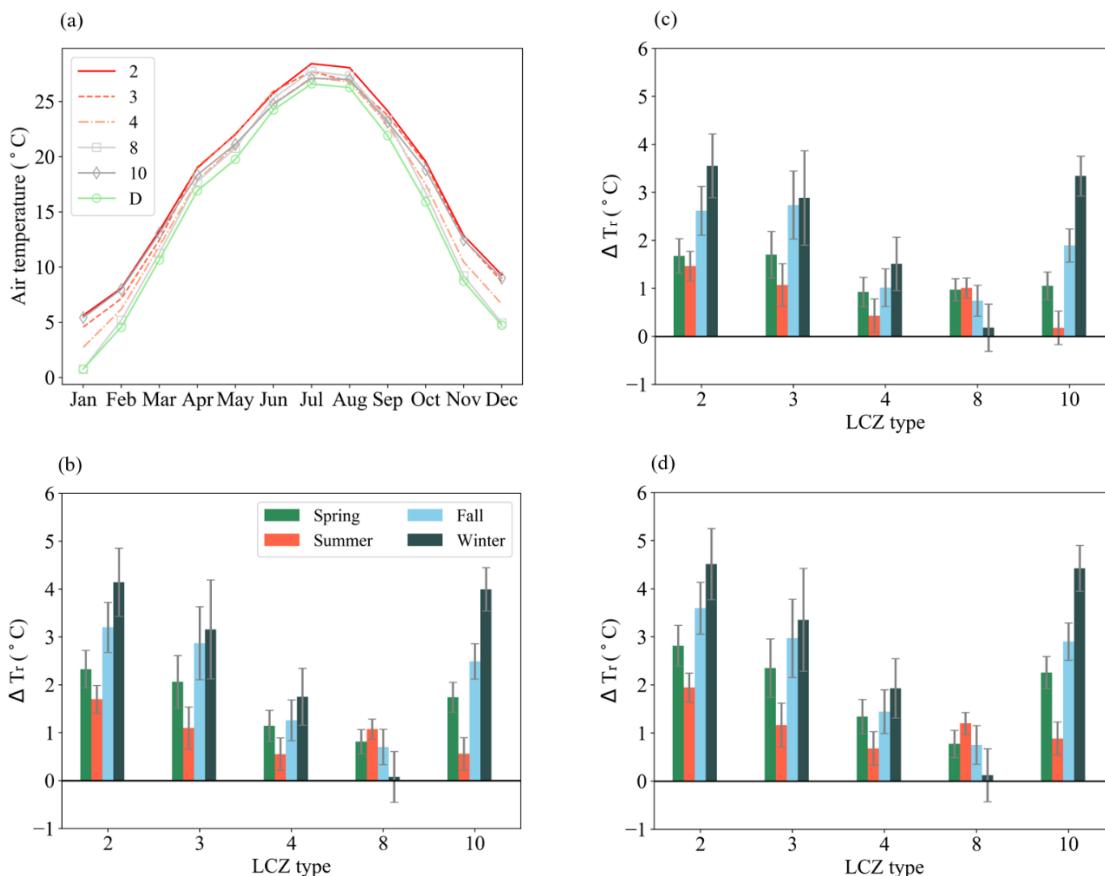 (a)
Air temperature ( °C)
25
20
15
10
5
0
2
3
4
8
10
D
Jan Feb Mar Apr May Jun Jul Aug Sep Oct Nov Dec
(c)
Δ Tr ( °C)
6
5
4
3
2
1
0
−1
2 3 4 8 10
LCZ type
(b)
Δ Tr ( °C)
6
5
4
3
2
1
0
−1
Spring Fall
Summer Winter
2 3 4 8 10
LCZ type
(d)
Δ Tr ( °C)
6
5
4
3
2
1
0
−1
2 3 4 8 10
LCZ type